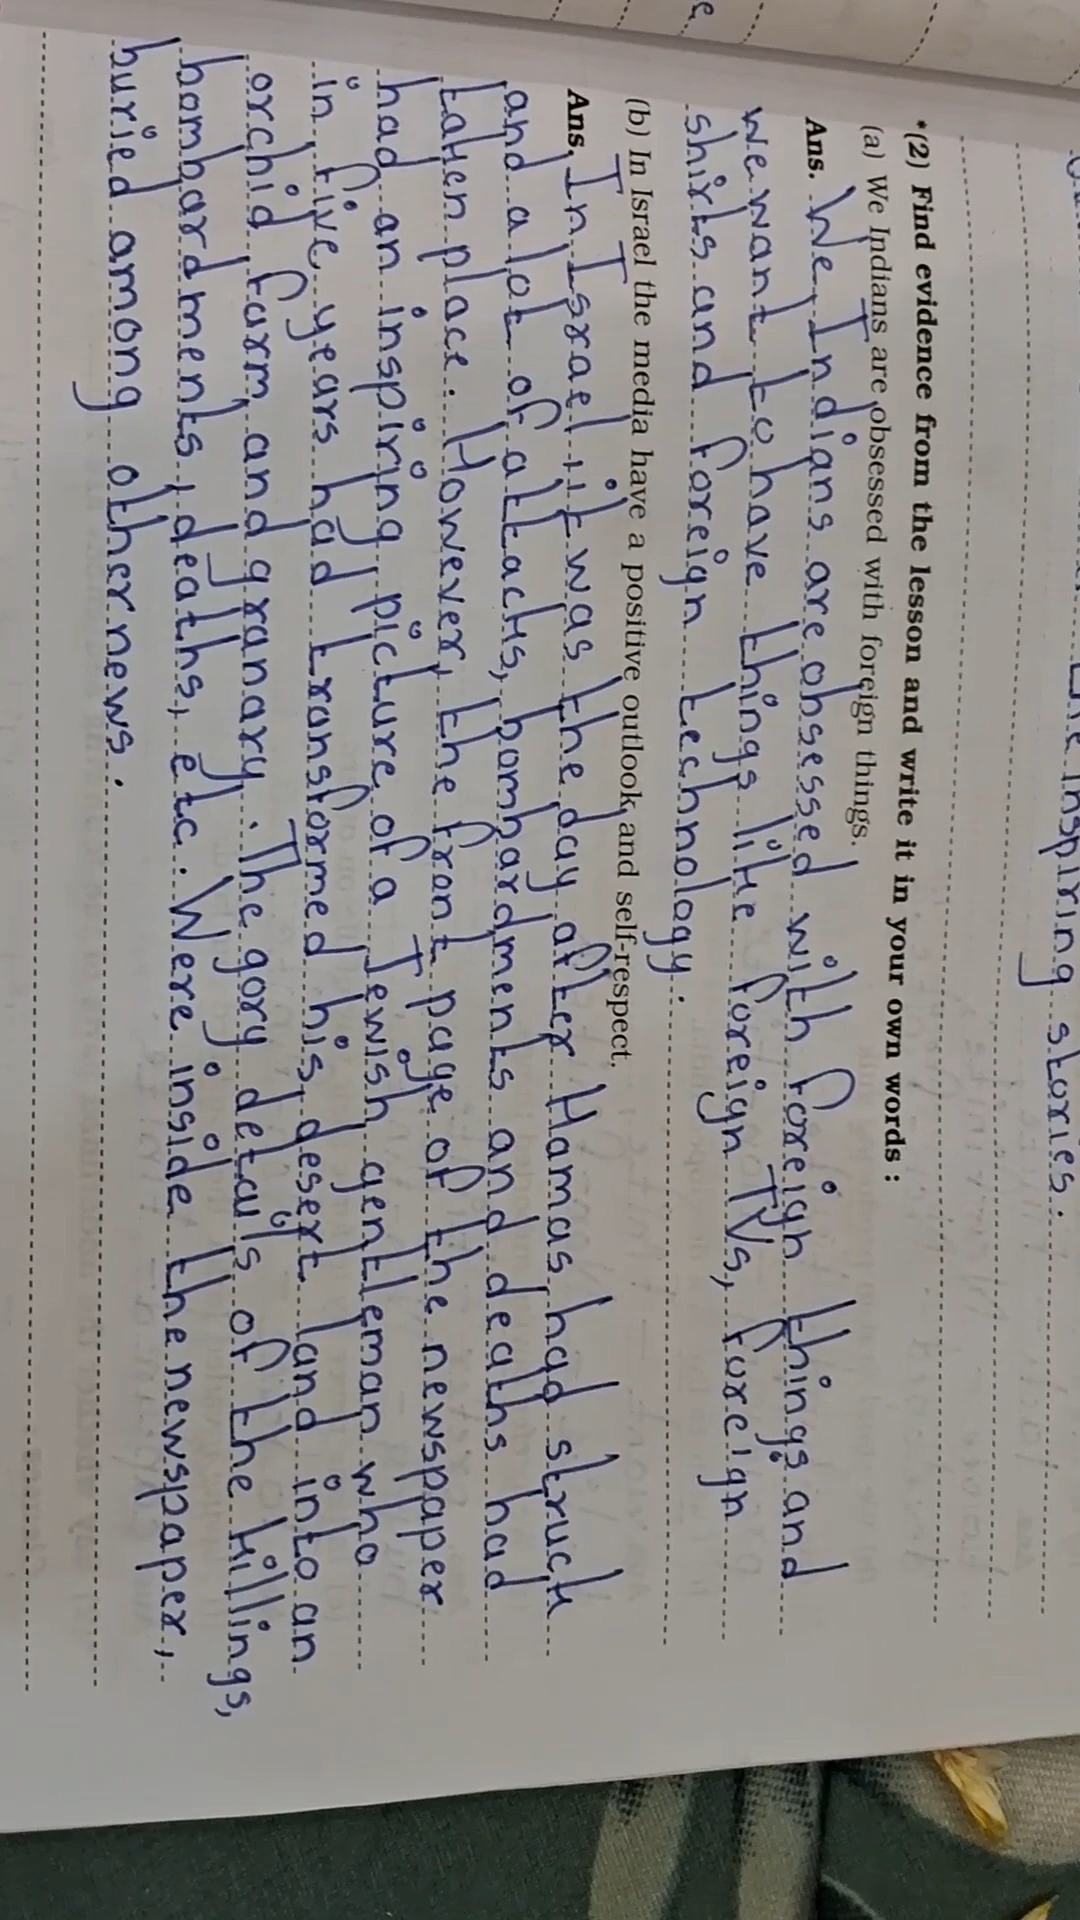 inspiring stories.
*(2) Find evidence from the lesson and write it in your own words :
(a) We Indians are obsessed with foreign things.
Ans. We Indians are obsessed with foreign things and
we want to have things like foreign TVs, foreign
shirts and foreign technology.
(b) In Israel the media have a positive outlook and self-respect.
Ans. In Israel, it was the day after Hamas had struck
and a lot of attacks, bombardments and deaths had
taken place. However, the front page of the newspaper
had an inspiring picture of a Jewish gentleman who
in five years had transformed his desert land into an
orchid farm and granary. The gory details of the killings,
bombardments, deaths, etc. Were inside the newspaper,
buried among other news.